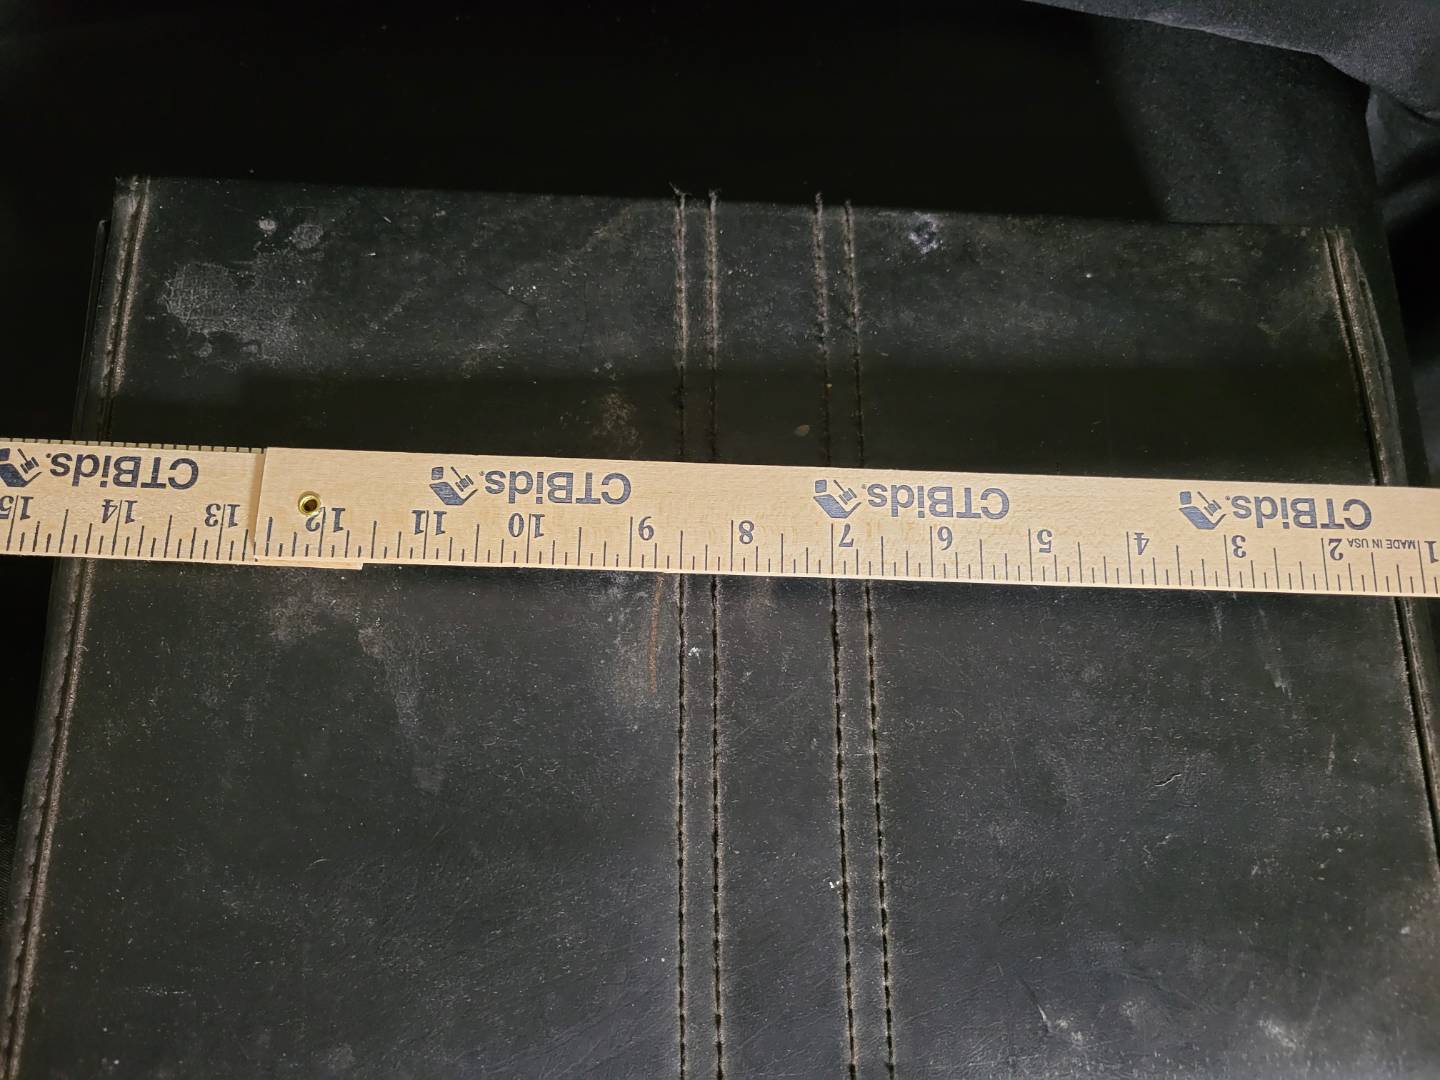 CTBids. CTBids. CTBids. CTBids.
MADE IN USA
1 2 3 4 5 6 7 8 9 10 11 12 13 14 15